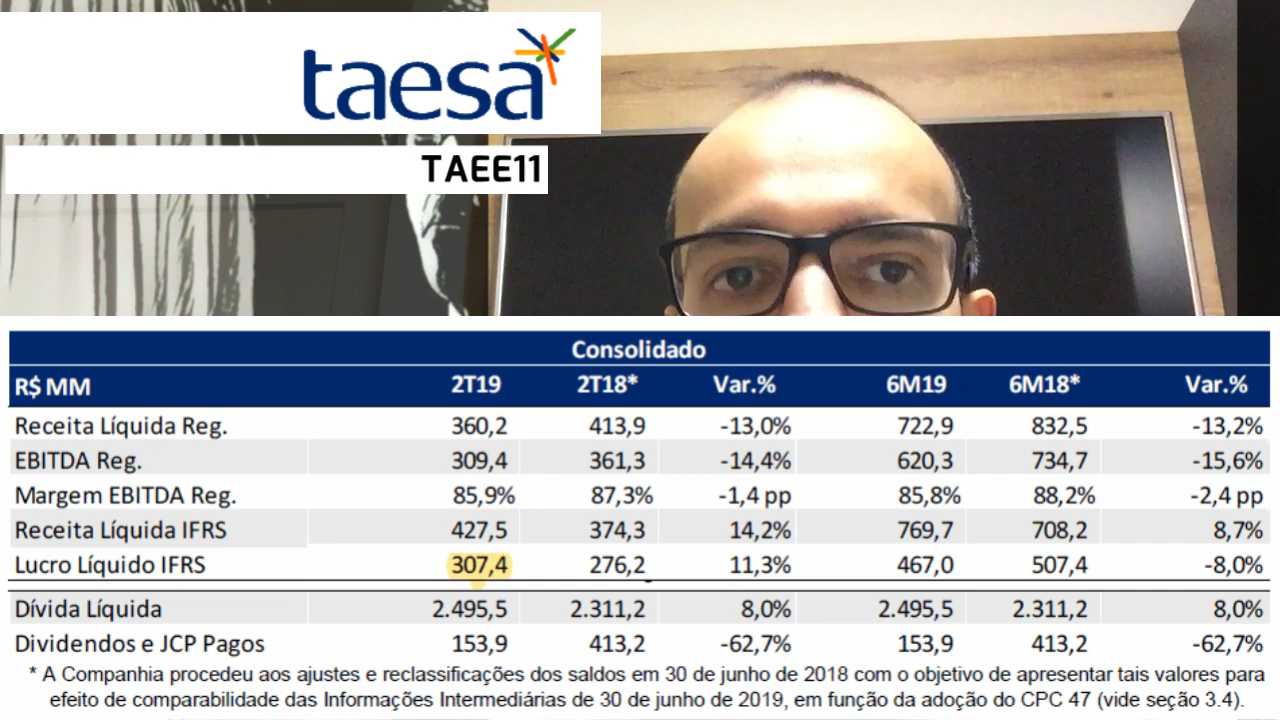 taesa
TAEE11
Consolidado
R$ MM 2T19 2T18* Var.% 6M19 6M18* Var.%
Receita Líquida Reg. 360,2 413,9 -13,0% 722,9 832,5 -13,2%
EBITDA Reg. 309,4 361,3 -14,4% 620,3 734,7 -15,6%
Margem EBITDA Reg. 85,9% 87,3% -1,4 pp 85,8% 88,2% -2,4 pp
Receita Líquida IFRS 427,5 374,3 14,2% 769,7 708,2 8,7%
Lucro Líquido IFRS 307,4 276,2 11,3% 467,0 507,4 -8,0%
Dívida Líquida 2.495,5 2.311,2 8,0% 2.495,5 2.311,2 8,0%
Dividendos e JCP Pagos 153,9 413,2 -62,7% 153,9 413,2 -62,7%
* A Companhia procedeu aos ajustes e reclassificações dos saldos em 30 de junho de 2018 com o objetivo de apresentar tais valores para
efeito de comparabilidade das Informações Intermediárias de 30 de junho de 2019, em função da adoção do CPC 47 (vide seção 3.4).